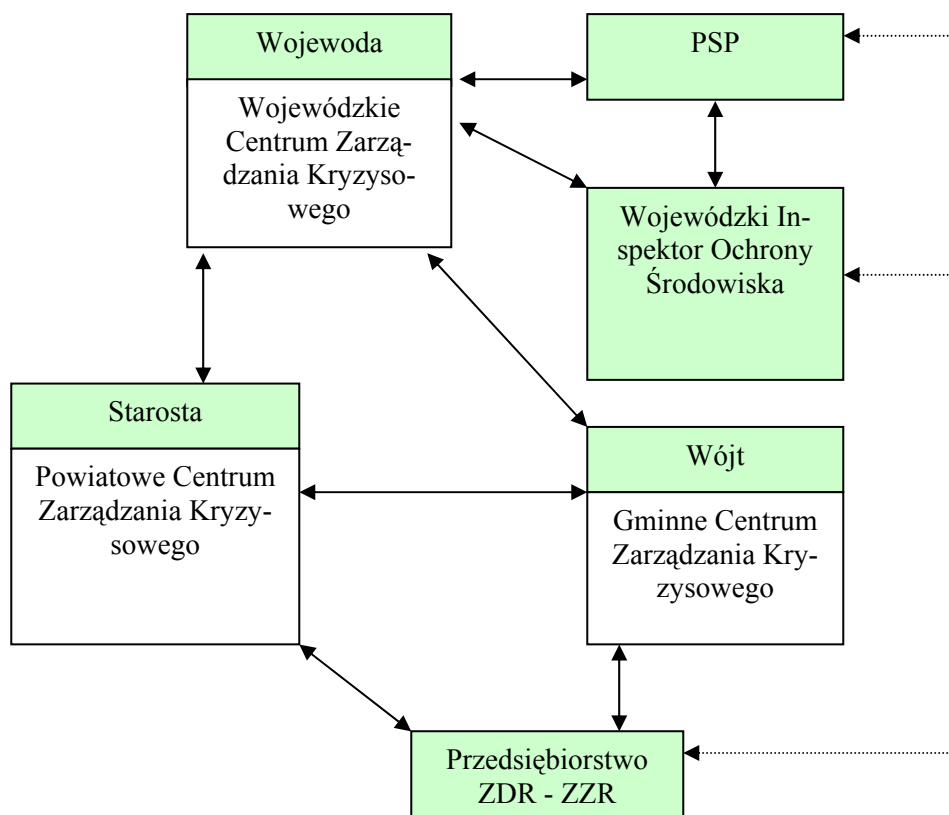 Wojewoda
Wojewódzkie
Centrum Zarzą-
dzania Kryzyso-
wego
PSP
Wojewódzki In-
spektor Ochrony
Środowiska
Starosta
Powiatowe Centrum
Zarządzania Kryzy-
sowego
Wójt
Gminne Centrum
Zarządzania Kry-
zysowego
Przedsiębiorstwo
ZDR - ZZR